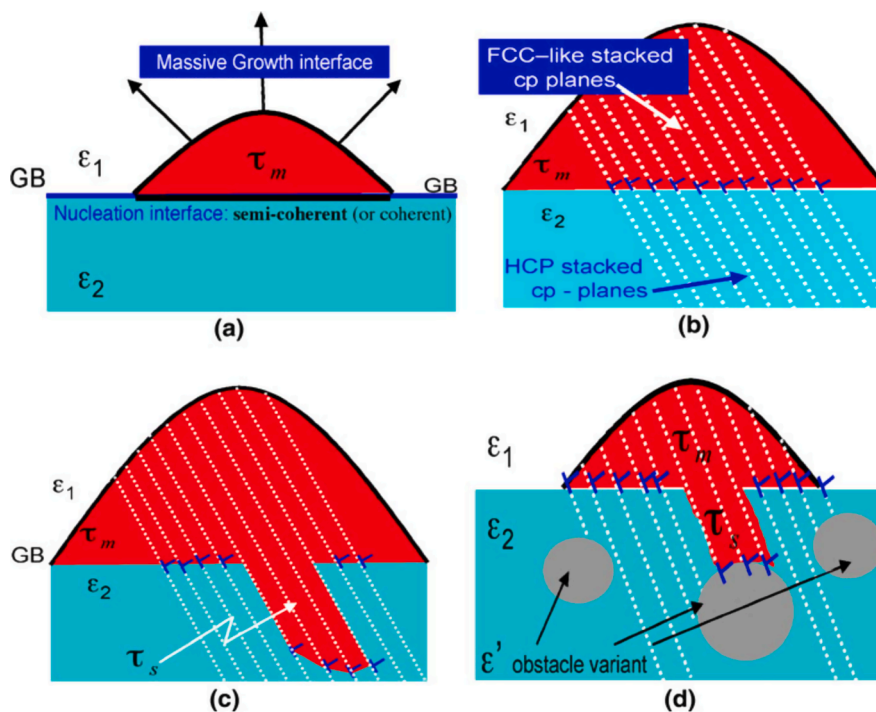 Massive Growth interface
ε₁
τm
GB
GB
Nucleation interface: semi-coherent (or coherent)
ε₂
(a)
FCC–like stacked
cp planes
ε₁
τm
ε₂
HCP stacked
cp - planes
(b)
ε₁
τm
GB
ε₂
τs
(c)
ε₁
τm
ε₂
τs
ε' obstacle variant
(d)